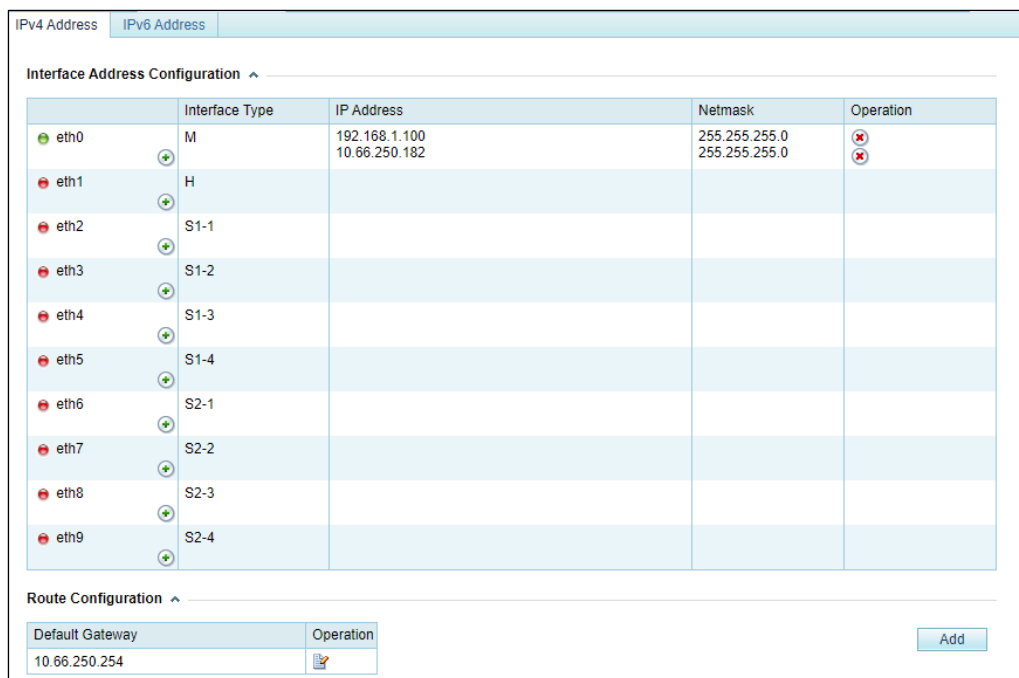 IPv4 Address IPv6 Address
Interface Address Configuration
Interface Type IP Address Netmask Operation
eth0 M 192.168.1.100 255.255.255.0
10.66.250.182 255.255.255.0
eth1 H
eth2 S1-1
eth3 S1-2
eth4 S1-3
eth5 S1-4
eth6 S2-1
eth7 S2-2
eth8 S2-3
eth9 S2-4
Route Configuration
Default Gateway Operation
Add
10.66.250.254